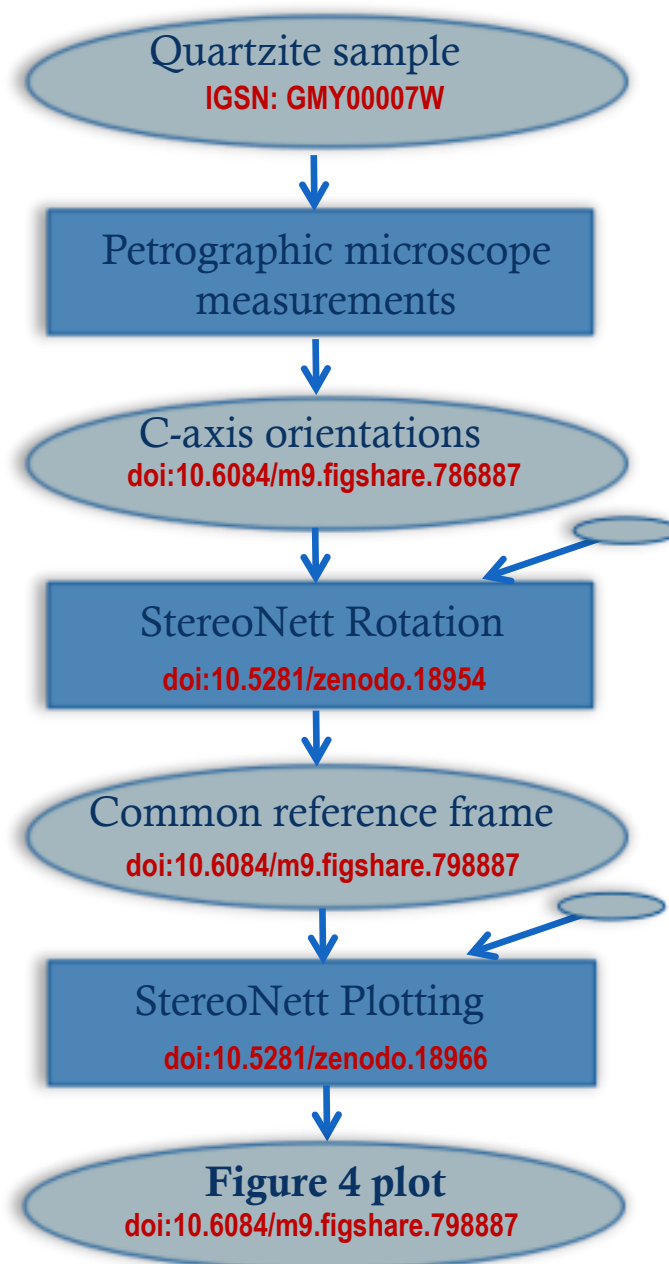 Quartzite sample
IGSN: GMY00007W
Petrographic microscope
measurements
C-axis orientations
doi:10.6084/m9.figshare.786887
StereoNett Rotation
doi:10.5281/zenodo.18954
Common reference frame
doi:10.6084/m9.figshare.798887
StereoNett Plotting
doi:10.5281/zenodo.18966
Figure 4 plot
doi:10.6084/m9.figshare.798887